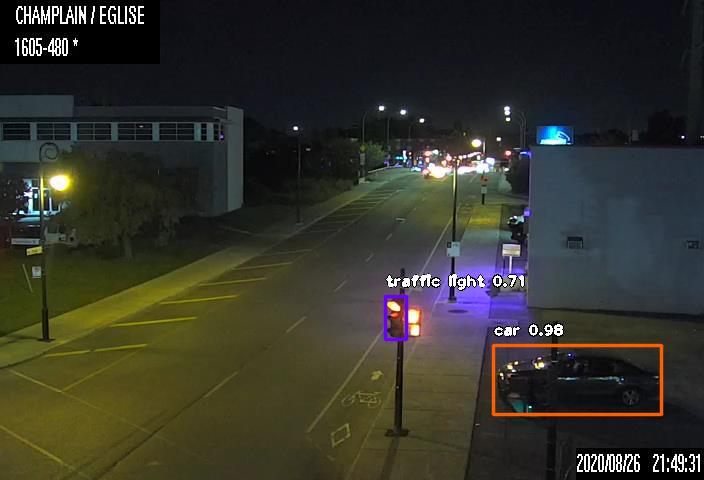 CHAMPLAIN / EGLISE
1605-480 *
traffic light 0.71
car 0.98
2020/08/26 21:49:31